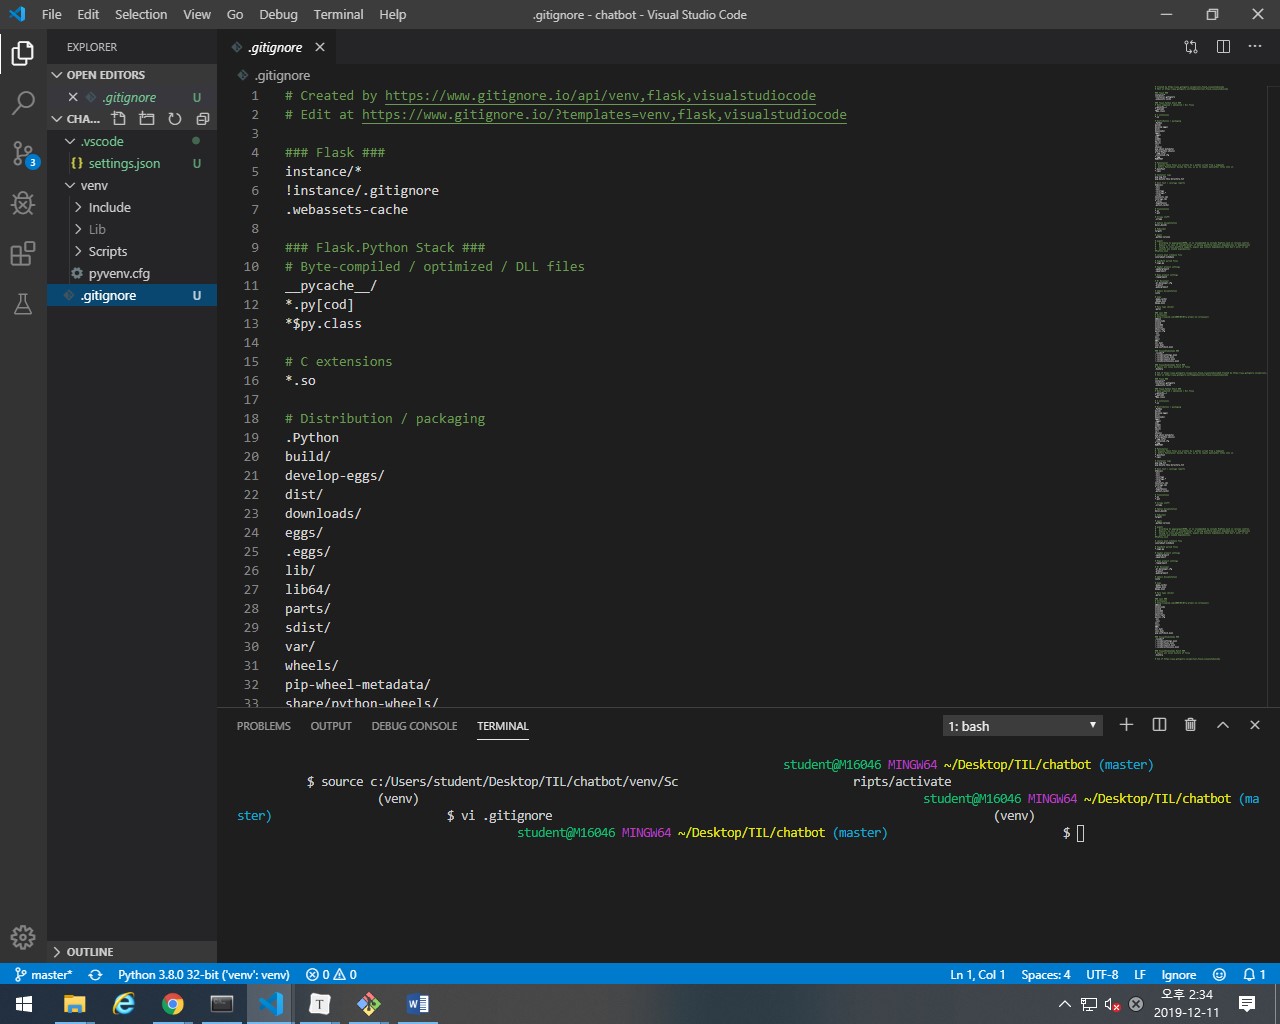 File Edit Selection View Go Debug Terminal Help
.gitignore - chatbot - Visual Studio Code
EXPLORER
OPEN EDITORS
.gitignore U
CHA...
.vscode
settings.json U
venv
Include
Lib
Scripts
pyvenv.cfg
.gitignore U
OUTLINE
3
.gitignore
.gitignore
1 # Created by https://www.gitignore.io/api/venv,flask,visualstudiocode
2 # Edit at https://www.gitignore.io/?templates=venv,flask,visualstudiocode
3
4 ### Flask ###
5 instance/*
6 !instance/.gitignore
7 .webassets-cache
8
9 ### Flask.Python Stack ###
10 # Byte-compiled / optimized / DLL files
11 __pycache__/
12 *.py[cod]
13 *$py.class
14
15 # C extensions
16 *.so
17
18 # Distribution / packaging
19 .Python
20 build/
21 develop-eggs/
22 dist/
23 downloads/
24 eggs/
25 .eggs/
26 lib/
27 lib64/
28 parts/
29 sdist/
30 var/
31 wheels/
32 pip-wheel-metadata/
33 share/python-wheels/
PROBLEMS OUTPUT DEBUG CONSOLE TERMINAL
1: bash
student@M16046 MINGW64 ~/Desktop/TIL/chatbot (master)
$ source c:/Users/student/Desktop/TIL/chatbot/venv/Sc ripts/activate
(venv) student@M16046 MINGW64 ~/Desktop/TIL/chatbot (ma
ster) $ vi .gitignore (venv)
student@M16046 MINGW64 ~/Desktop/TIL/chatbot (master) $
master* Python 3.8.0 32-bit ('venv': venv) 0 0
Ln 1, Col 1 Spaces: 4 UTF-8 LF Ignore 1
오후 2:34
2019-12-11